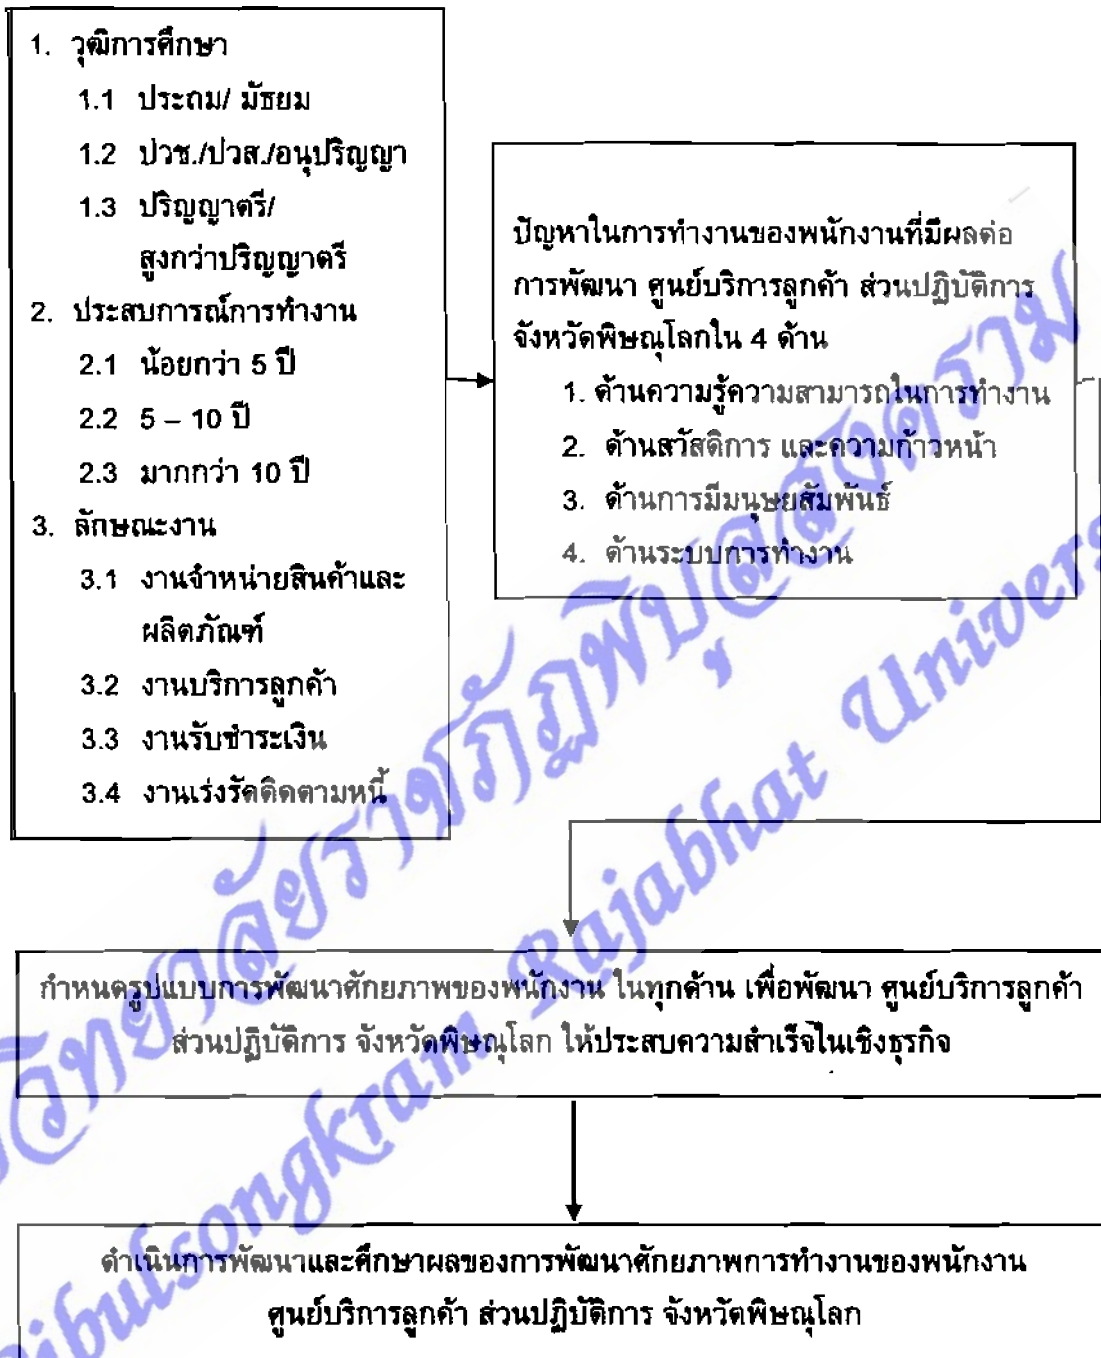 1. วุฒิการศึกษา
1.1 ประถม/ มัธยม
1.2 ปวช./ปวส./อนุปริญญา
1.3 ปริญญาตรี/
สูงกว่าปริญญาตรี
2. ประสบการณ์การทำงาน
2.1 น้อยกว่า 5 ปี
2.2 5 – 10 ปี
2.3 มากกว่า 10 ปี
3. ลักษณะงาน
3.1 งานจำหน่ายสินค้าและ
ผลิตภัณฑ์
3.2 งานบริการลูกค้า
3.3 งานรับชำระเงิน
3.4 งานเร่งรัดติดตามหนี้
ปัญหาในการทำงานของพนักงานที่มีผลต่อ
การพัฒนา ศูนย์บริการลูกค้า ส่วนปฏิบัติการ
จังหวัดพิษณุโลกใน 4 ด้าน
1. ด้านความรู้ความสามารถในการทำงาน
2. ด้านสวัสดิการ และความก้าวหน้า
3. ด้านการมีมนุษยสัมพันธ์
4. ด้านระบบการทำงาน
กำหนดรูปแบบการพัฒนาศักยภาพของพนักงาน ในทุกด้าน เพื่อพัฒนา ศูนย์บริการลูกค้า
ส่วนปฏิบัติการ จังหวัดพิษณุโลก ให้ประสบความสำเร็จในเชิงธุรกิจ
ดำเนินการพัฒนาและศึกษาผลของการพัฒนาศักยภาพการทำงานของพนักงาน
ศูนย์บริการลูกค้า ส่วนปฏิบัติการ จังหวัดพิษณุโลก
วิทยาลัยราชภัฏพิบูลสงคราม
ibulsongkram Rajabhat Univers